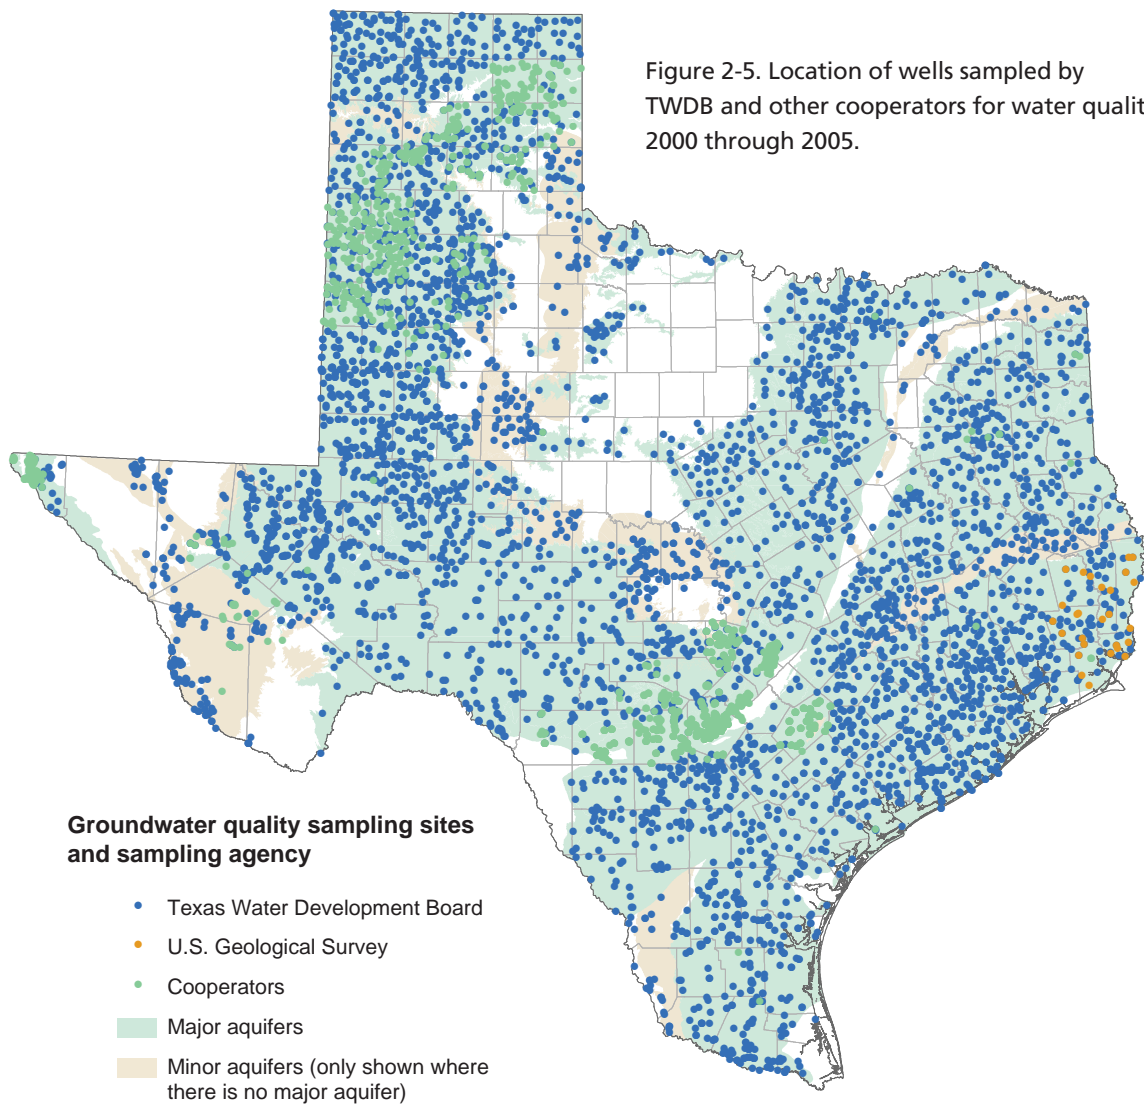 Figure 2-5. Location of wells sampled by
TWDB and other cooperators for water qualit
2000 through 2005.
Groundwater quality sampling sites
and sampling agency
Texas Water Development Board
U.S. Geological Survey
Cooperators
Major aquifers
Minor aquifers (only shown where
there is no major aquifer)